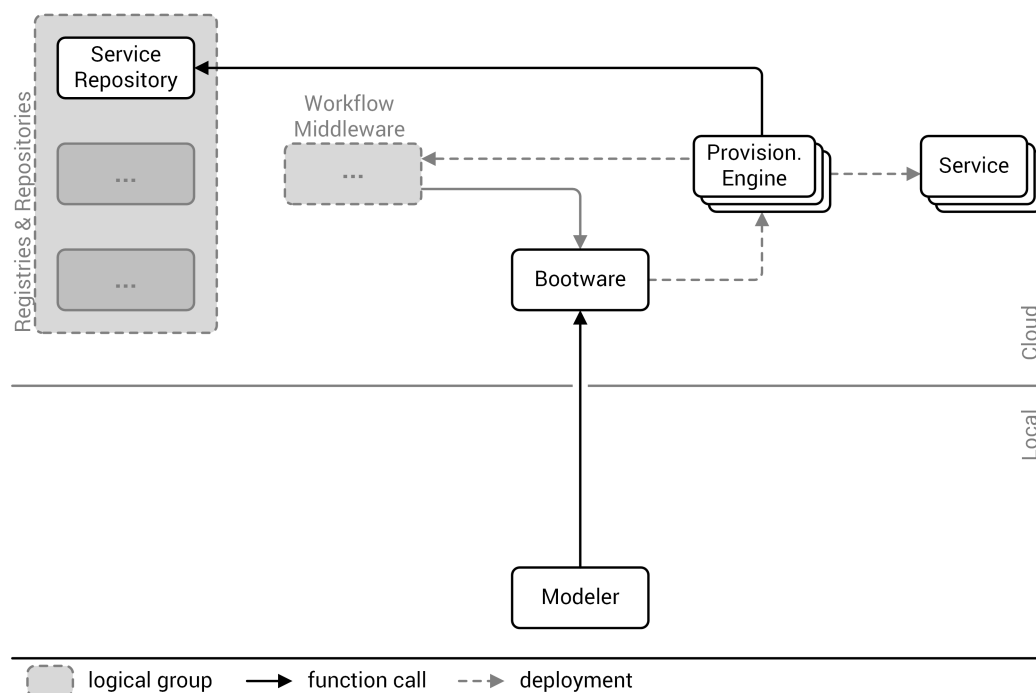 Service
Repository
Registries & Repositories
...
...
Workflow
Middleware
...
Provision.
Engine
Service
Bootware
Cloud
Local
Modeler
logical group
function call
deployment